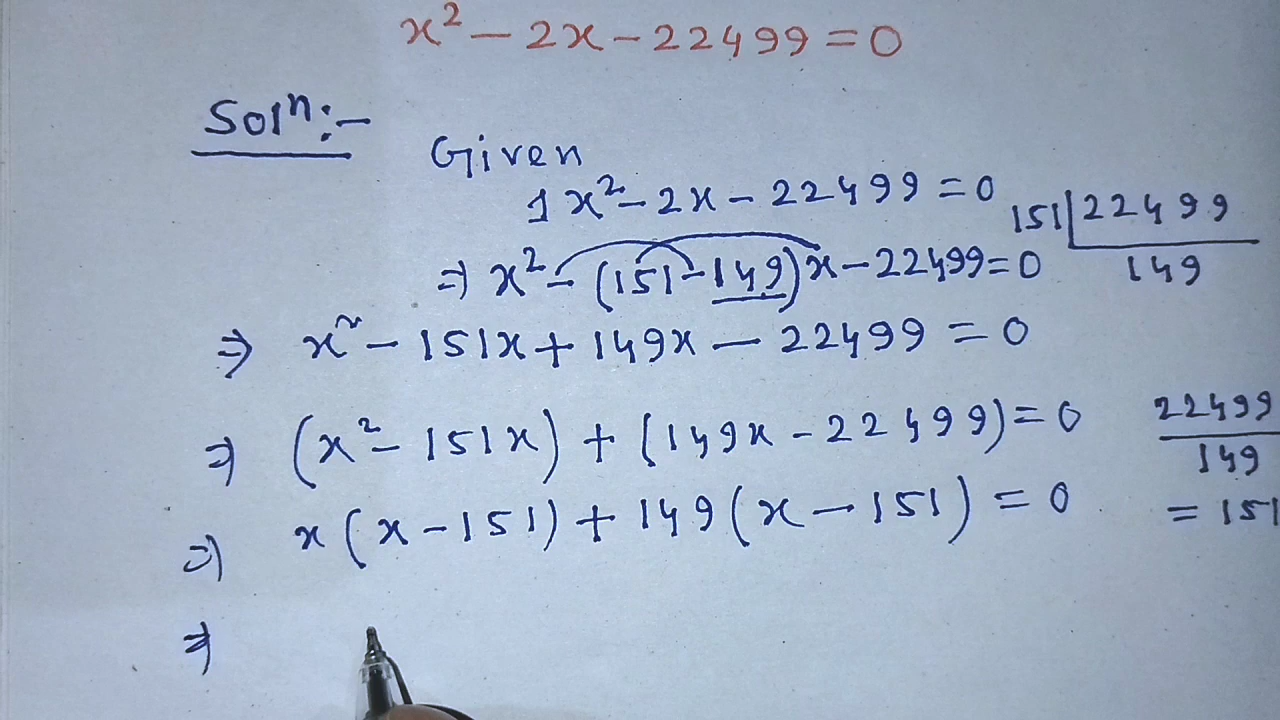 x² - 2x - 22499 = 0
Solⁿ:-
Given
1x² - 2x - 22499 = 0
151 | 22499
149
⇒ x² - (151 - 149)x - 22499 = 0
⇒ x² - 151x + 149x - 22499 = 0
⇒ (x² - 151x) + (149x - 22499) = 0
22499
149
= 151
⇒ x(x - 151) + 149(x - 151) = 0
⇒